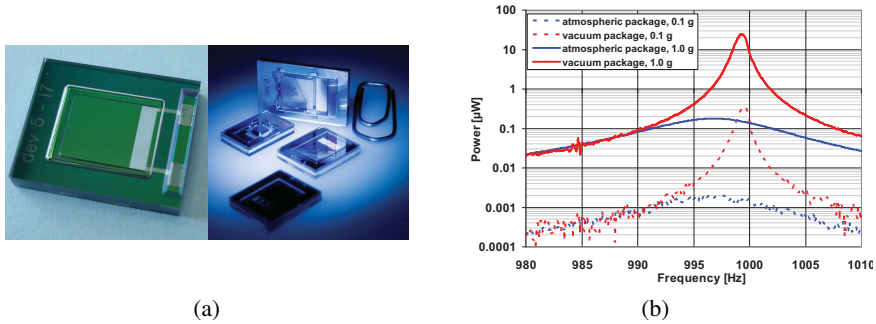 dev 5 - 17
Power [µW]
100
10
1
0.1
0.01
0.001
0.0001
atmospheric package, 0.1 g
vacuum package, 0.1 g
atmospheric package, 1.0 g
vacuum package, 1.0 g
980 985 990 995 1000 1005 1010
Frequency [Hz]
(a) (b)